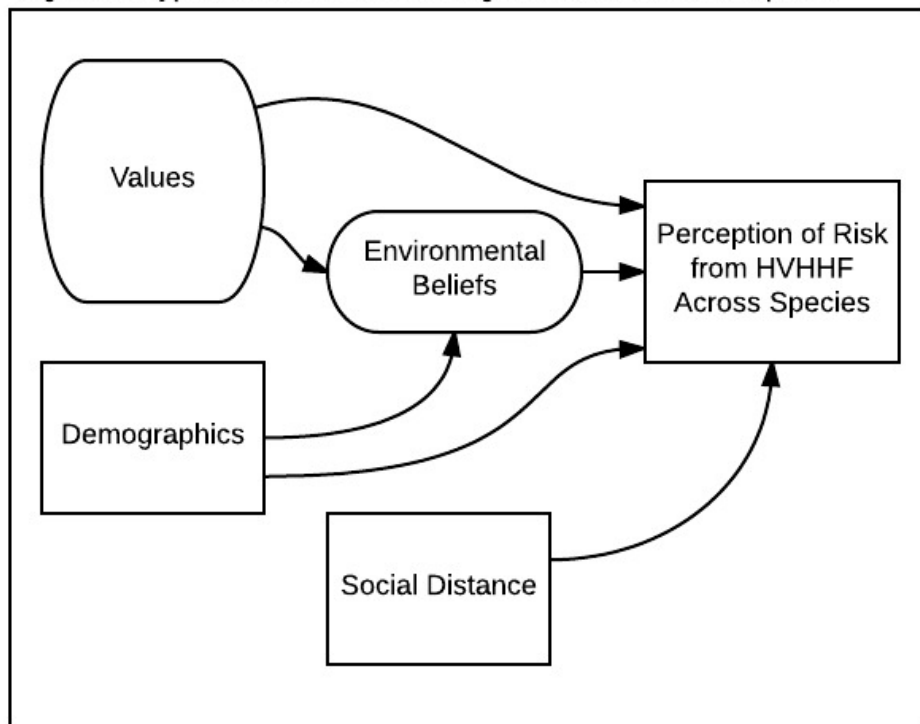 Values
Environmental
Beliefs
Perception of Risk
from HVHHF
Across Species
Demographics
Social Distance